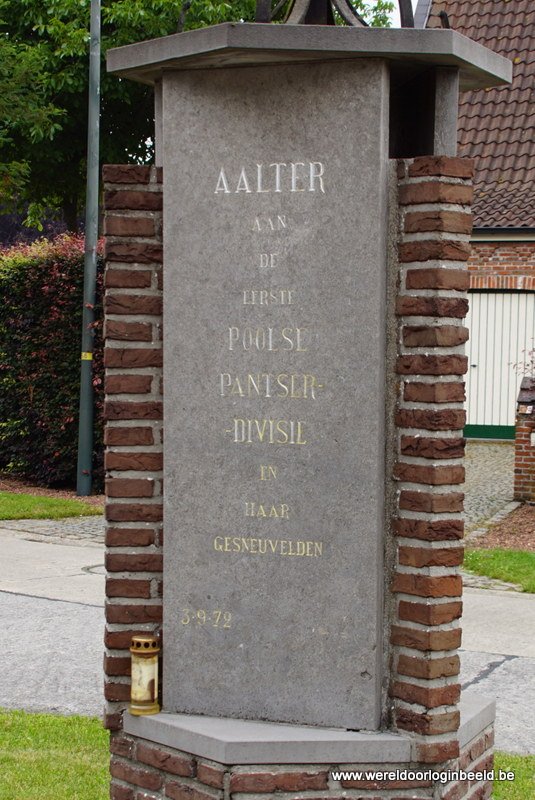 AALTER
AAN
DE
EERSTE
POOLSE
PANTSER-
-DIVISIE
EN
HAAR
GESNEUVELDEN
3-9-72
www.wereldoorloginbeeld.be